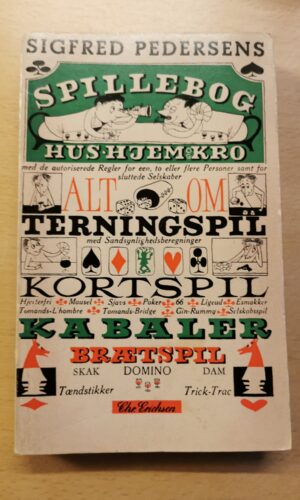 SIGFRED PEDERSENS
SPILLEBOG
HUS·HJEM·KRO
med de autoriserede Regler for een, to eller flere Personer samt for
sluttede Selskaber
ALT OM
TERNINGSPIL
med Sandsynlighedsberegninger
KORTSPIL
Hjerterfri Mousel Sjavs Poker 66 Ligeud Esmakker
Tomands-L'hombre Tomands-Bridge Gin-Rummy Selskabsspil
KABALER
BRÆTSPIL
SKAK DOMINO DAM
Tændstikker Tric-Trac
Chr. Erichsen